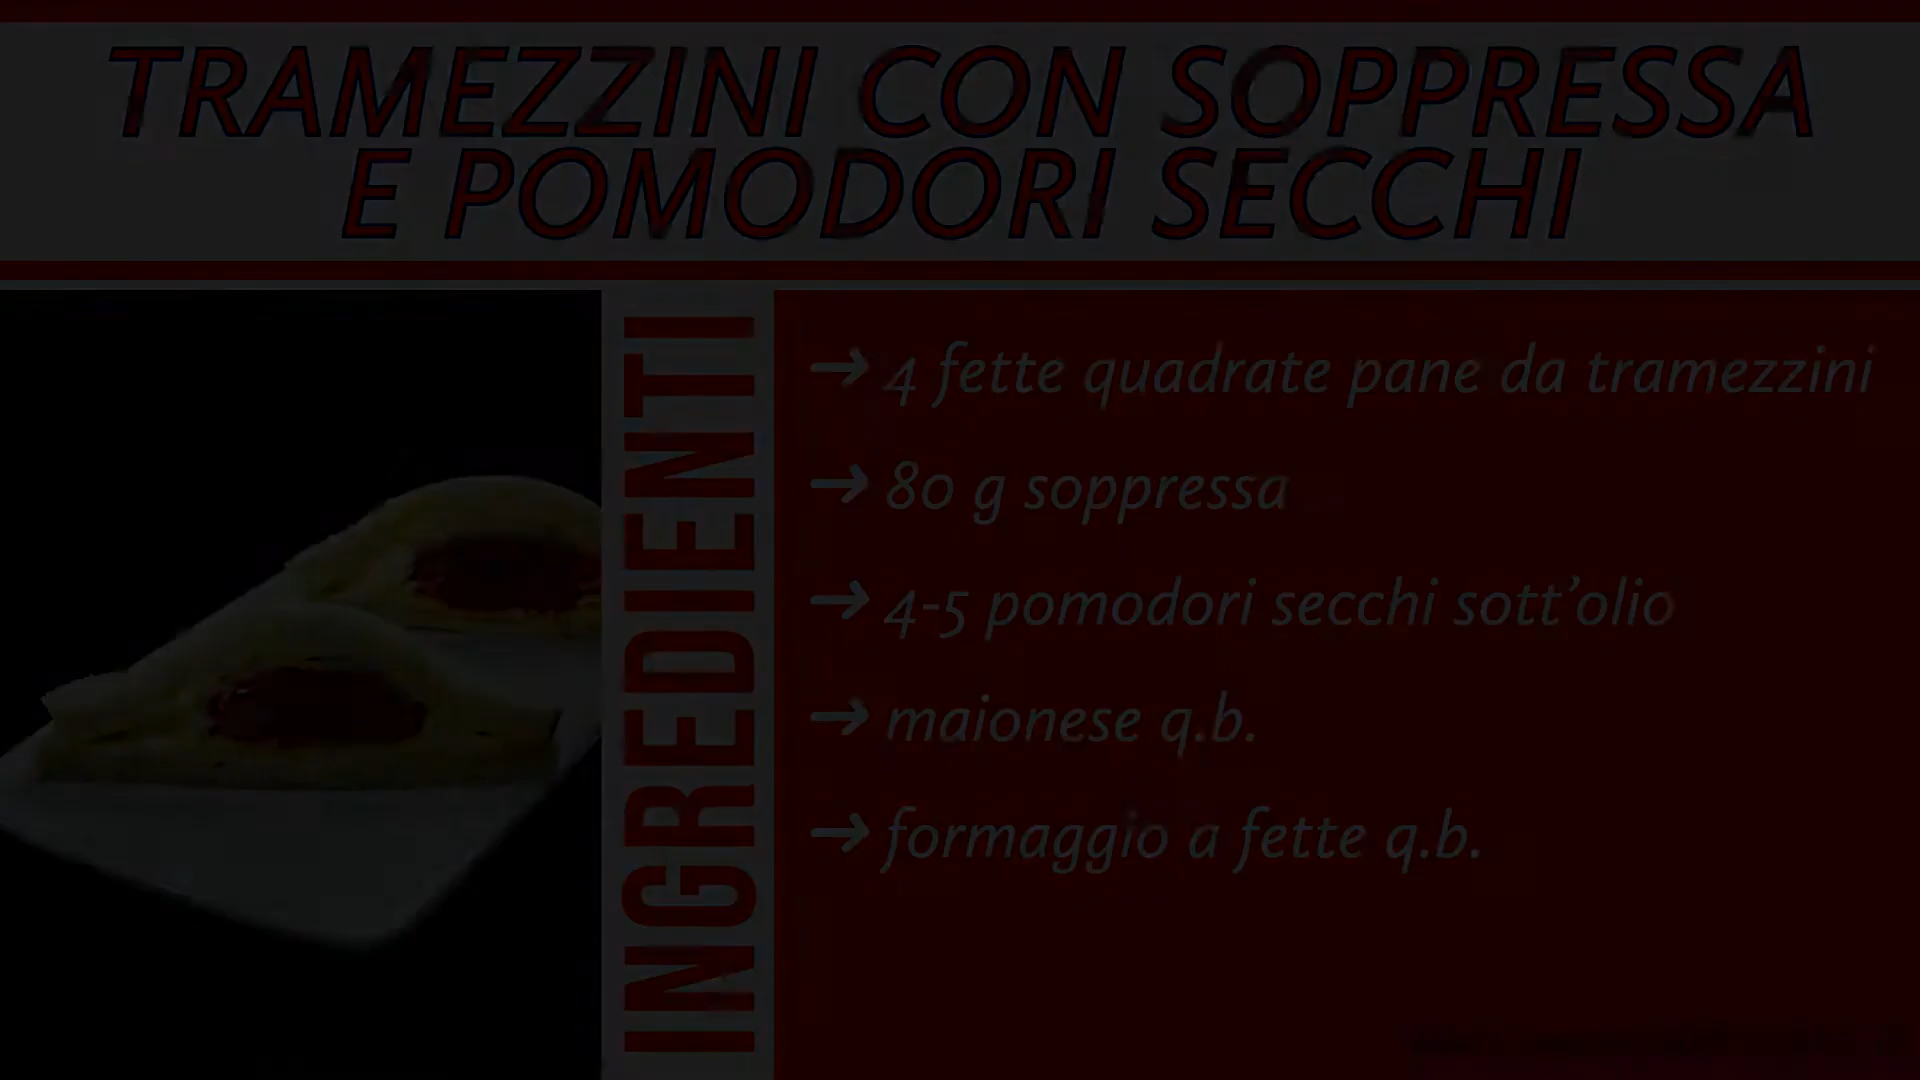 TRAMEZZINI CON SOPPRESSA
E POMODORI SECCHI
INGREDIENTI
→ 4 fette quadrate pane da tramezzini
→ 80 g soppressa
→ 4-5 pomodori secchi sott’olio
→ maionese q.b.
→ formaggio a fette q.b.